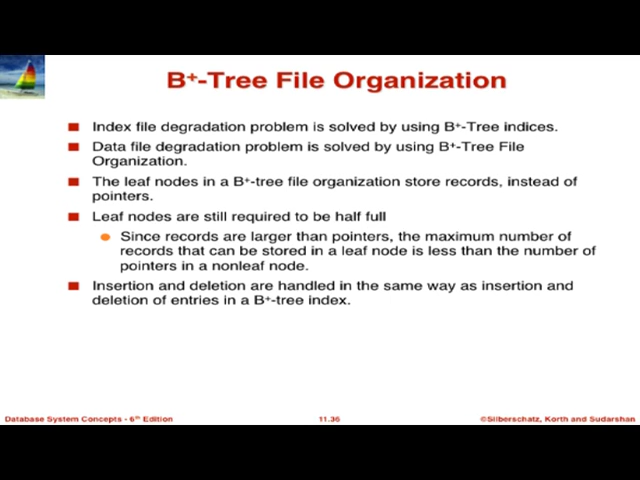 B+-Tree File Organization
Index file degradation problem is solved by using B+-Tree indices.
Data file degradation problem is solved by using B+-Tree File
Organization.
The leaf nodes in a B+-tree file organization store records, instead of
pointers.
Leaf nodes are still required to be half full
Since records are larger than pointers, the maximum number of
records that can be stored in a leaf node is less than the number of
pointers in a nonleaf node.
Insertion and deletion are handled in the same way as insertion and
deletion of entries in a B+-tree index.
Database System Concepts - 6th Edition
11.36
©Silberschatz, Korth and Sudarshan